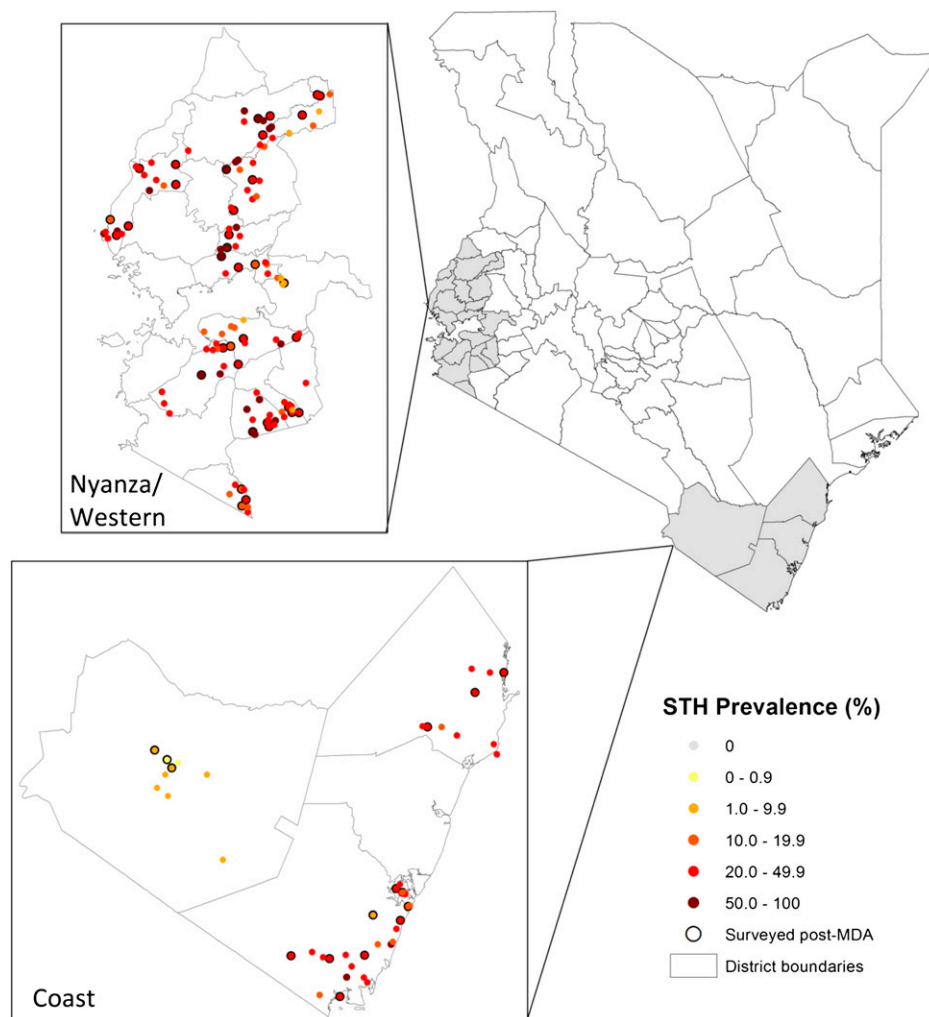 Nyanza/
Western
Coast
STH Prevalence (%)
0
0 - 0.9
1.0 - 9.9
10.0 - 19.9
20.0 - 49.9
50.0 - 100
Surveyed post-MDA
District boundaries